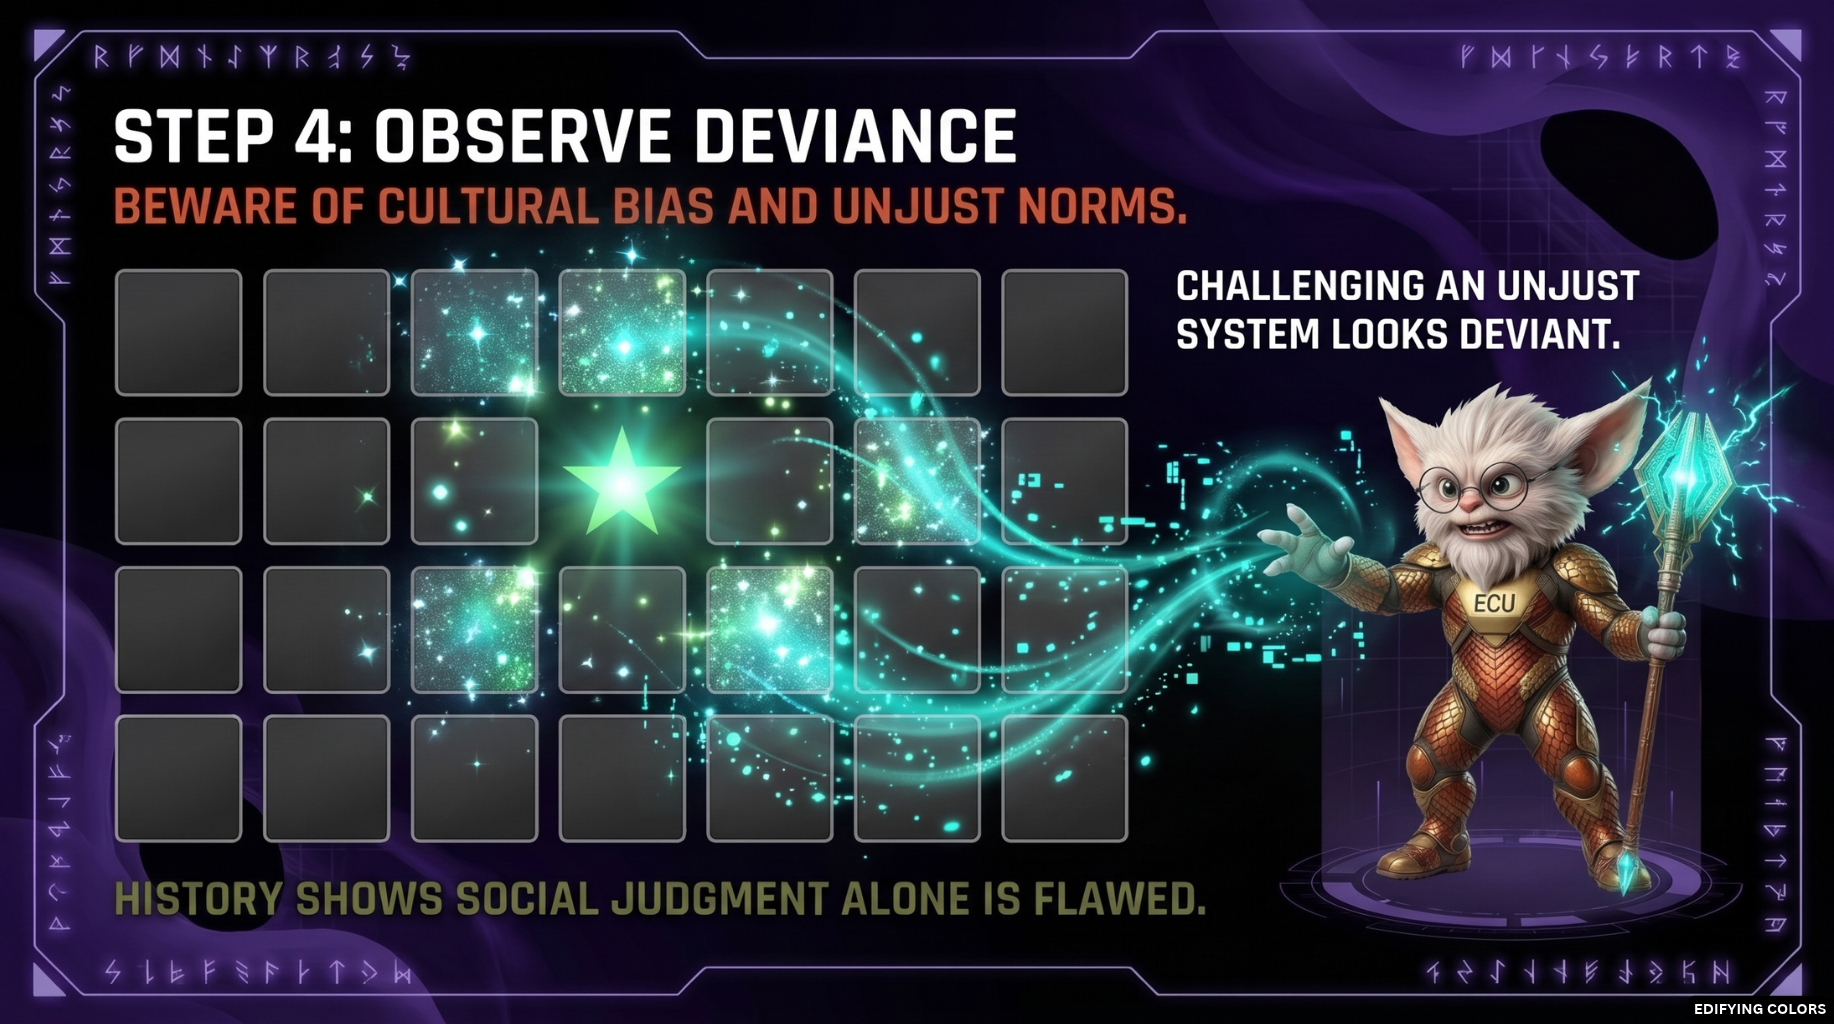 STEP 4: OBSERVE DEVIANCE
BEWARE OF CULTURAL BIAS AND UNJUST NORMS.
CHALLENGING AN UNJUST
SYSTEM LOOKS DEVIANT.
ECU
HISTORY SHOWS SOCIAL JUDGMENT ALONE IS FLAWED.
EDIFYING COLORS